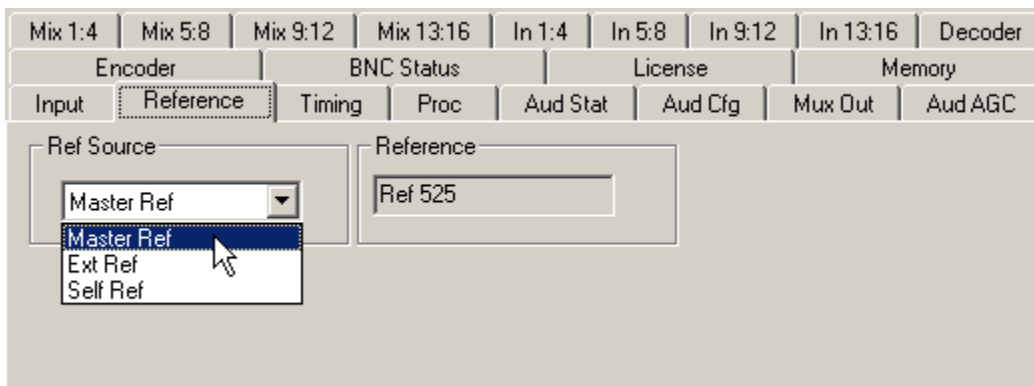 Mix 1:4 Mix 5:8 Mix 9:12 Mix 13:16 In 1:4 In 5:8 In 9:12 In 13:16 Decoder
Encoder BNC Status License Memory
Input Reference Timing Proc Aud Stat Aud Cfg Mux Out Aud AGC
Ref Source Reference
Master Ref Ref 525
Master Ref
Ext Ref
Self Ref